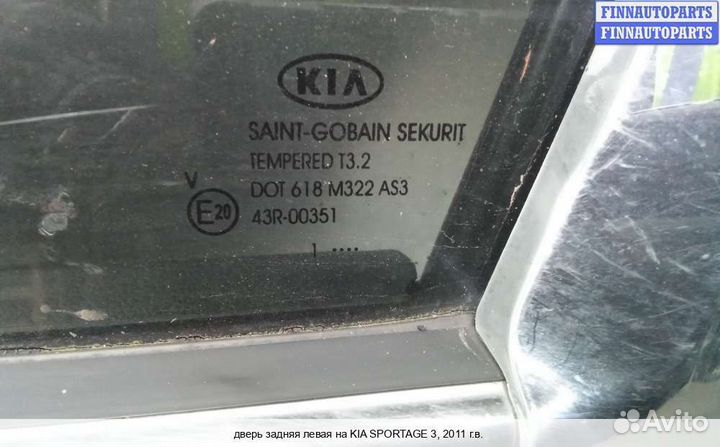 FINNAUTOPARTS
FINNAUTOPARTS
KIA
SAINT-GOBAIN SEKURIT
TEMPERED T3.2
V
DOT 618 M322 AS3
E20
43R-00351
1 ....
дверь задняя левая на KIA SPORTAGE 3, 2011 г.в.
Avito